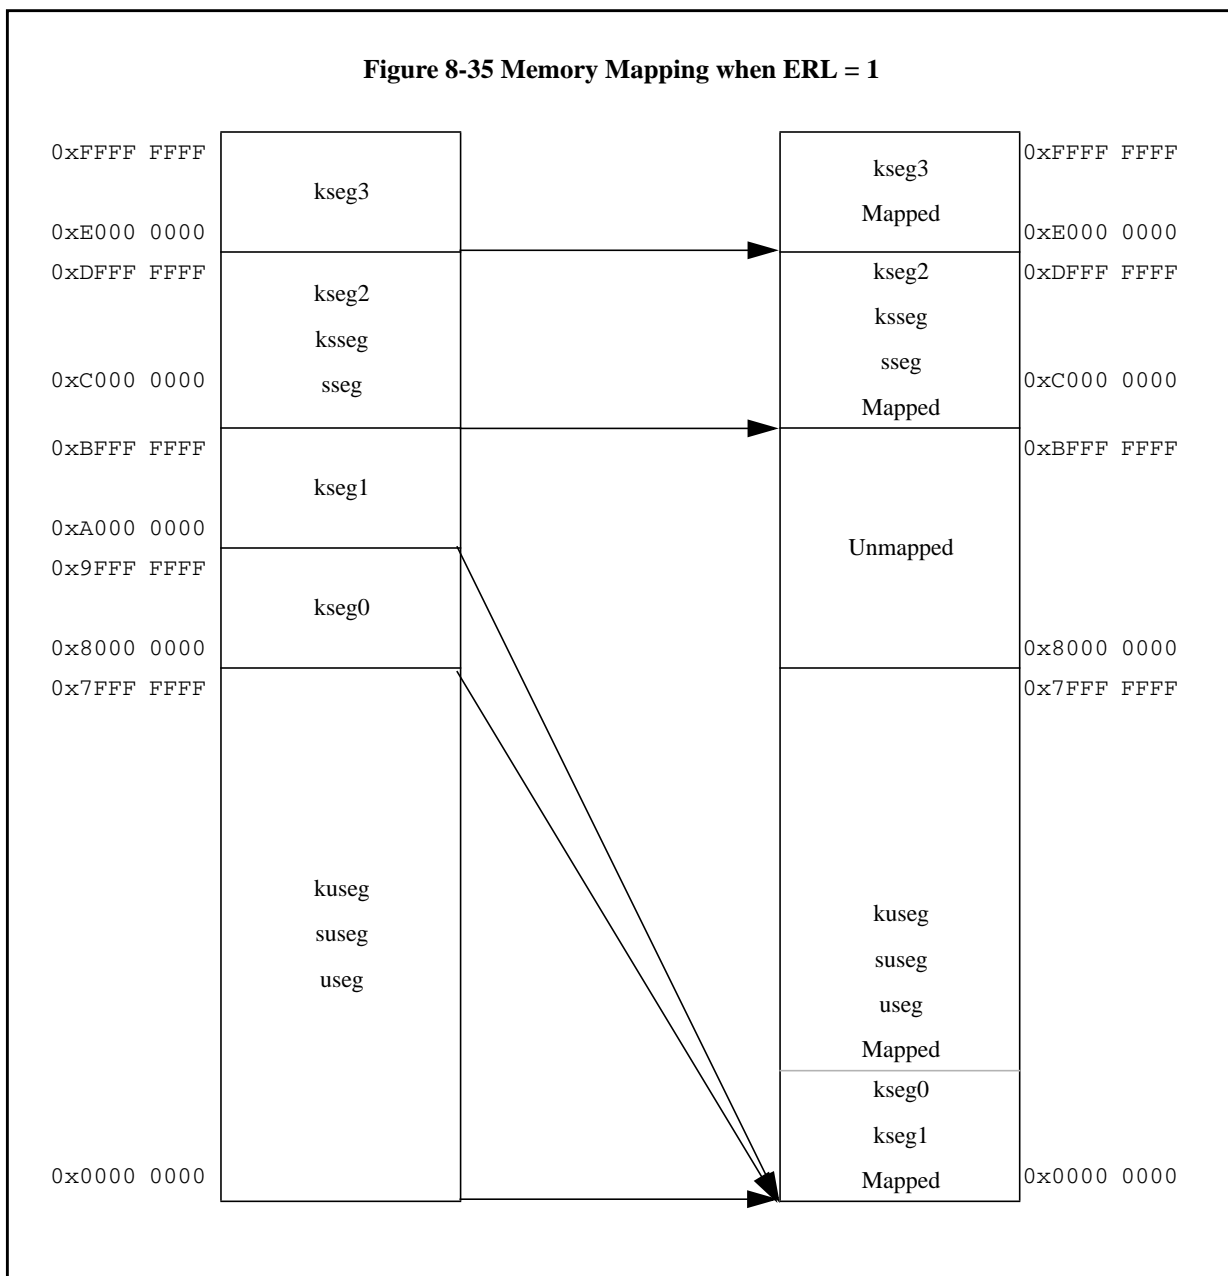 Figure 8-35 Memory Mapping when ERL = 1
0xFFFF FFFF
kseg3
0xE000 0000
0xDFFF FFFF
kseg2
ksseg
sseg
0xC000 0000
0xBFFF FFFF
kseg1
0xA000 0000
0x9FFF FFFF
kseg0
0x8000 0000
0x7FFF FFFF
kuseg
suseg
useg
0x0000 0000
kseg3
Mapped
0xFFFF FFFF
0xE000 0000
kseg2
ksseg
sseg
Mapped
0xDFFF FFFF
0xC000 0000
Unmapped
0xBFFF FFFF
0x8000 0000
0x7FFF FFFF
kuseg
suseg
useg
Mapped
kseg0
kseg1
Mapped
0x0000 0000